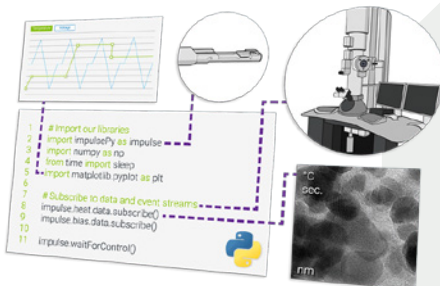 1 # Import our libraries
2 import impulsePy as impulse
3 import numpy as np
4 from time import sleep
5 import matplotlib.pyplot as plt
6
7 # Subscribe to data and event streams
8 impulse.heat.data.subscribe()
9 impulse.bias.data.subscribe()
10
11 impulse.waitForControl()
°C
sec.
nm